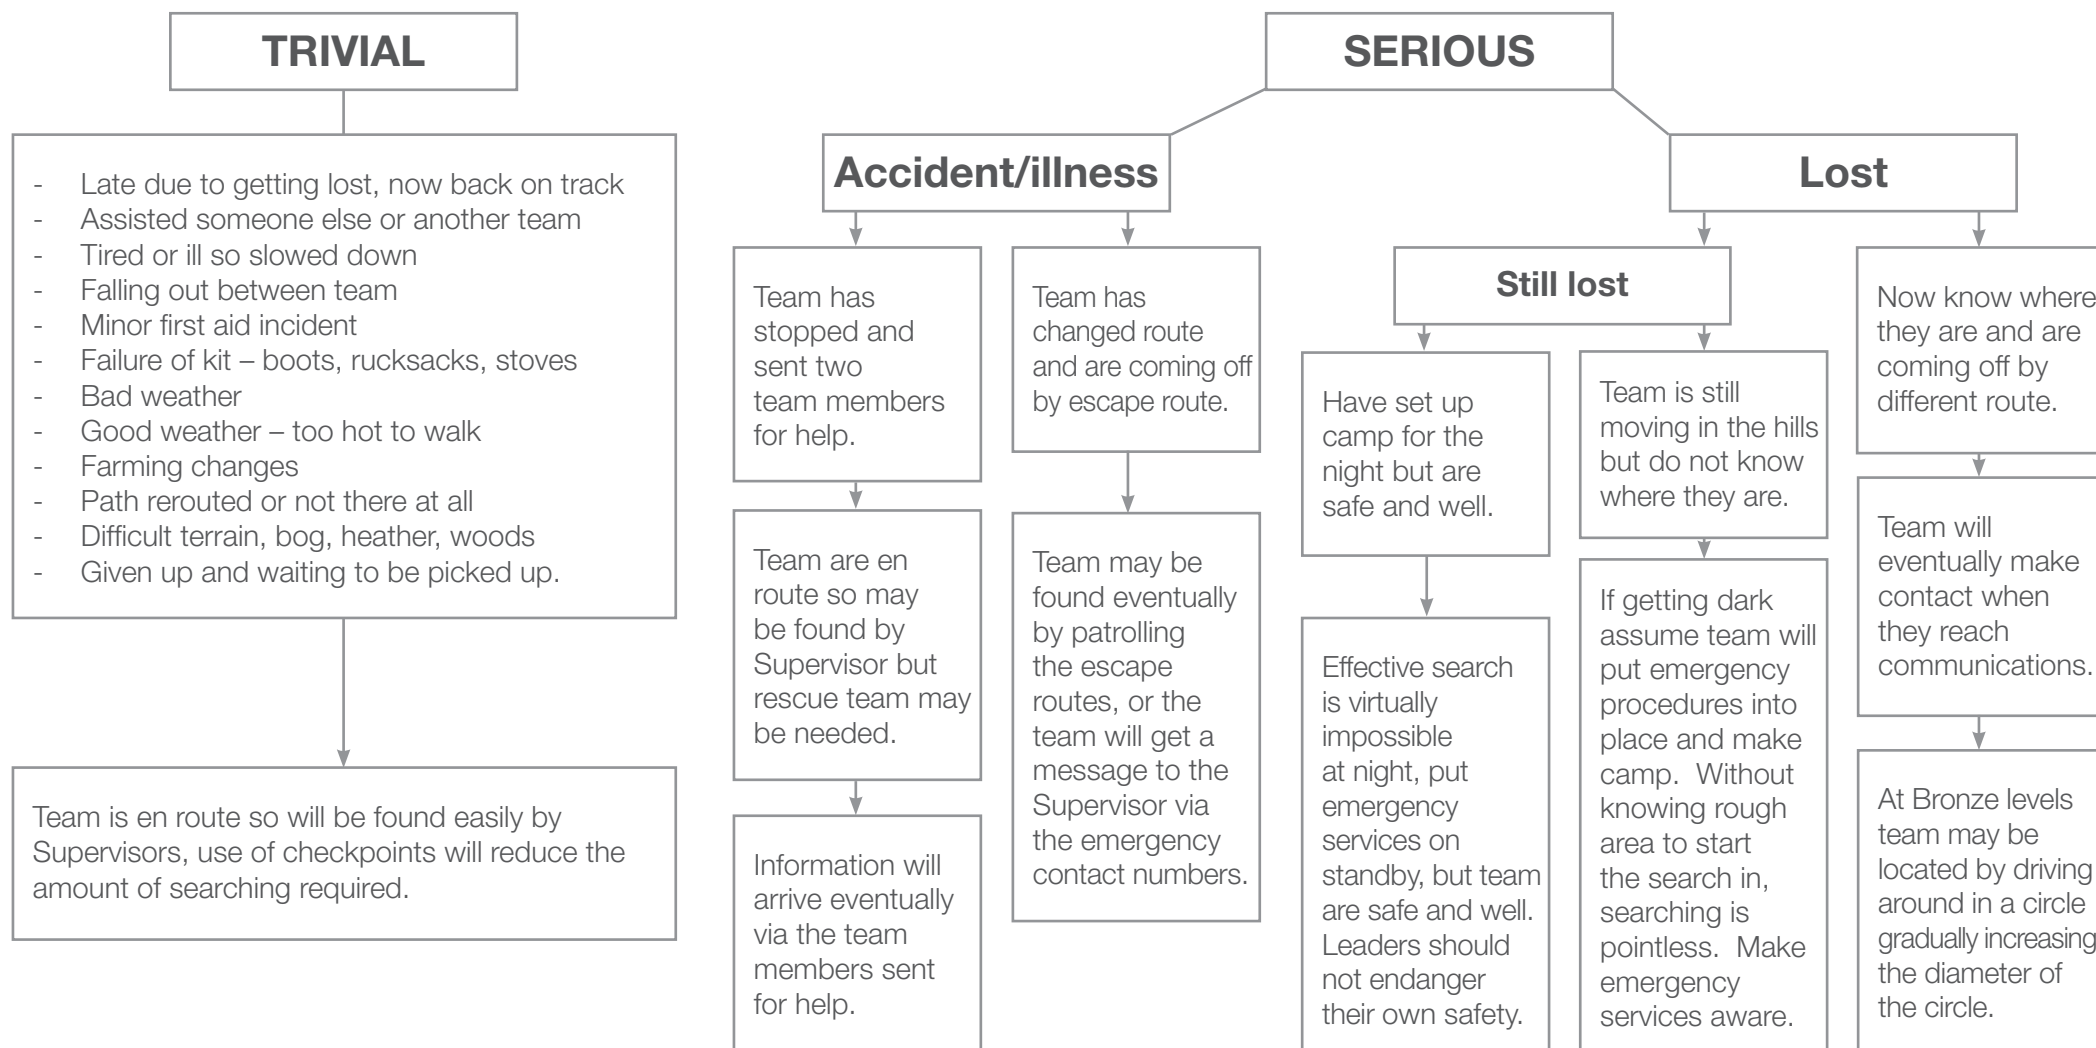 TRIVIAL
- Late due to getting lost, now back on track
- Assisted someone else or another team
- Tired or ill so slowed down
- Falling out between team
- Minor first aid incident
- Failure of kit – boots, rucksacks, stoves
- Bad weather
- Good weather – too hot to walk
- Farming changes
- Path rerouted or not there at all
- Difficult terrain, bog, heather, woods
- Given up and waiting to be picked up.
Team is en route so will be found easily by
Supervisors, use of checkpoints will reduce the
amount of searching required.
SERIOUS
Accident/illness
Team has
stopped and
sent two
team members
for help.
Team are en
route so may
be found by
Supervisor but
rescue team may
be needed.
Information will
arrive eventually
via the team
members sent
for help.
Team has
changed route
and are coming off
by escape route.
Team may be
found eventually
by patrolling
the escape
routes, or the
team will get a
message to the
Supervisor via
the emergency
contact numbers.
Lost
Still lost
Have set up
camp for the
night but are
safe and well.
Effective search
is virtually
impossible
at night, put
emergency
services on
standby, but team
are safe and well.
Leaders should
not endanger
their own safety.
Team is still
moving in the hills
but do not know
where they are.
If getting dark
assume team will
put emergency
procedures into
place and make
camp. Without
knowing rough
area to start
the search in,
searching is
pointless. Make
emergency
services aware.
Now know where
they are and are
coming off by
different route.
Team will
eventually make
contact when
they reach
communications.
At Bronze levels
team may be
located by driving
around in a circle
gradually increasing
the diameter of
the circle.